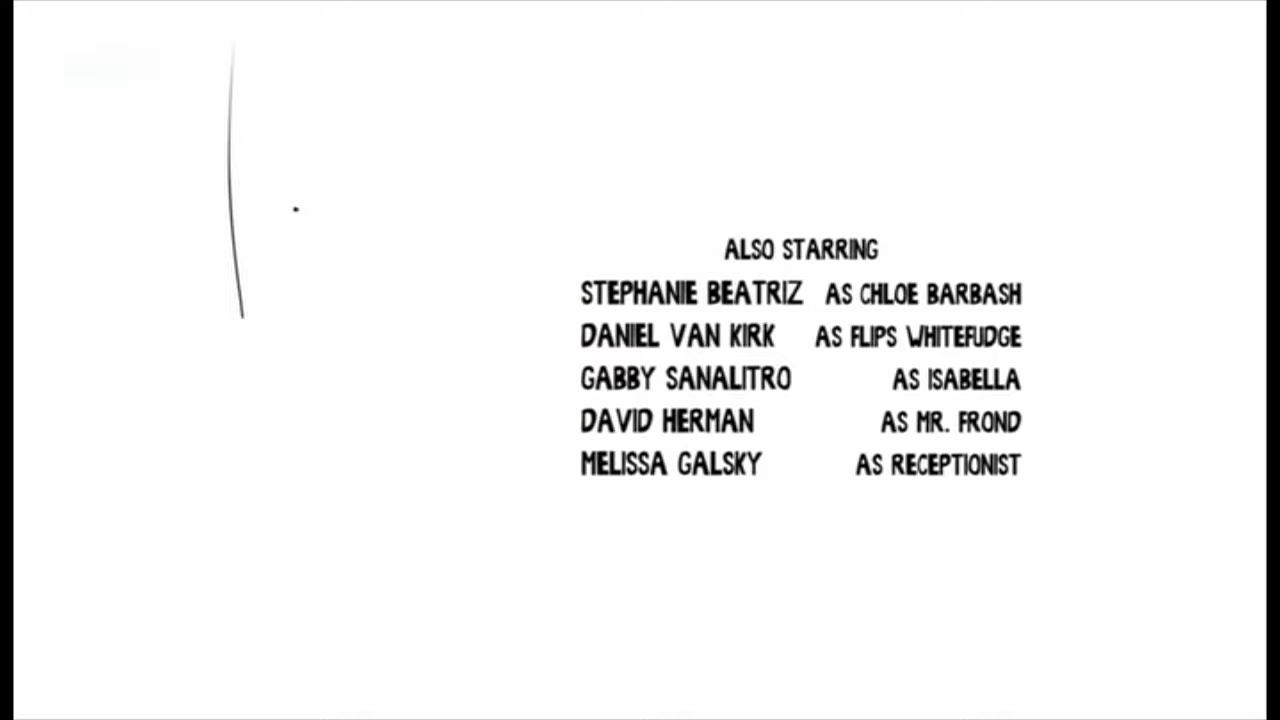 ALSO STARRING
STEPHANIE BEATRIZ AS CHLOE BARBASH
DANIEL VAN KIRK AS FLIPS WHITEFUDGE
GABBY SANALITRO AS ISABELLA
DAVID HERMAN AS MR. FROND
MELISSA GALSKY AS RECEPTIONIST